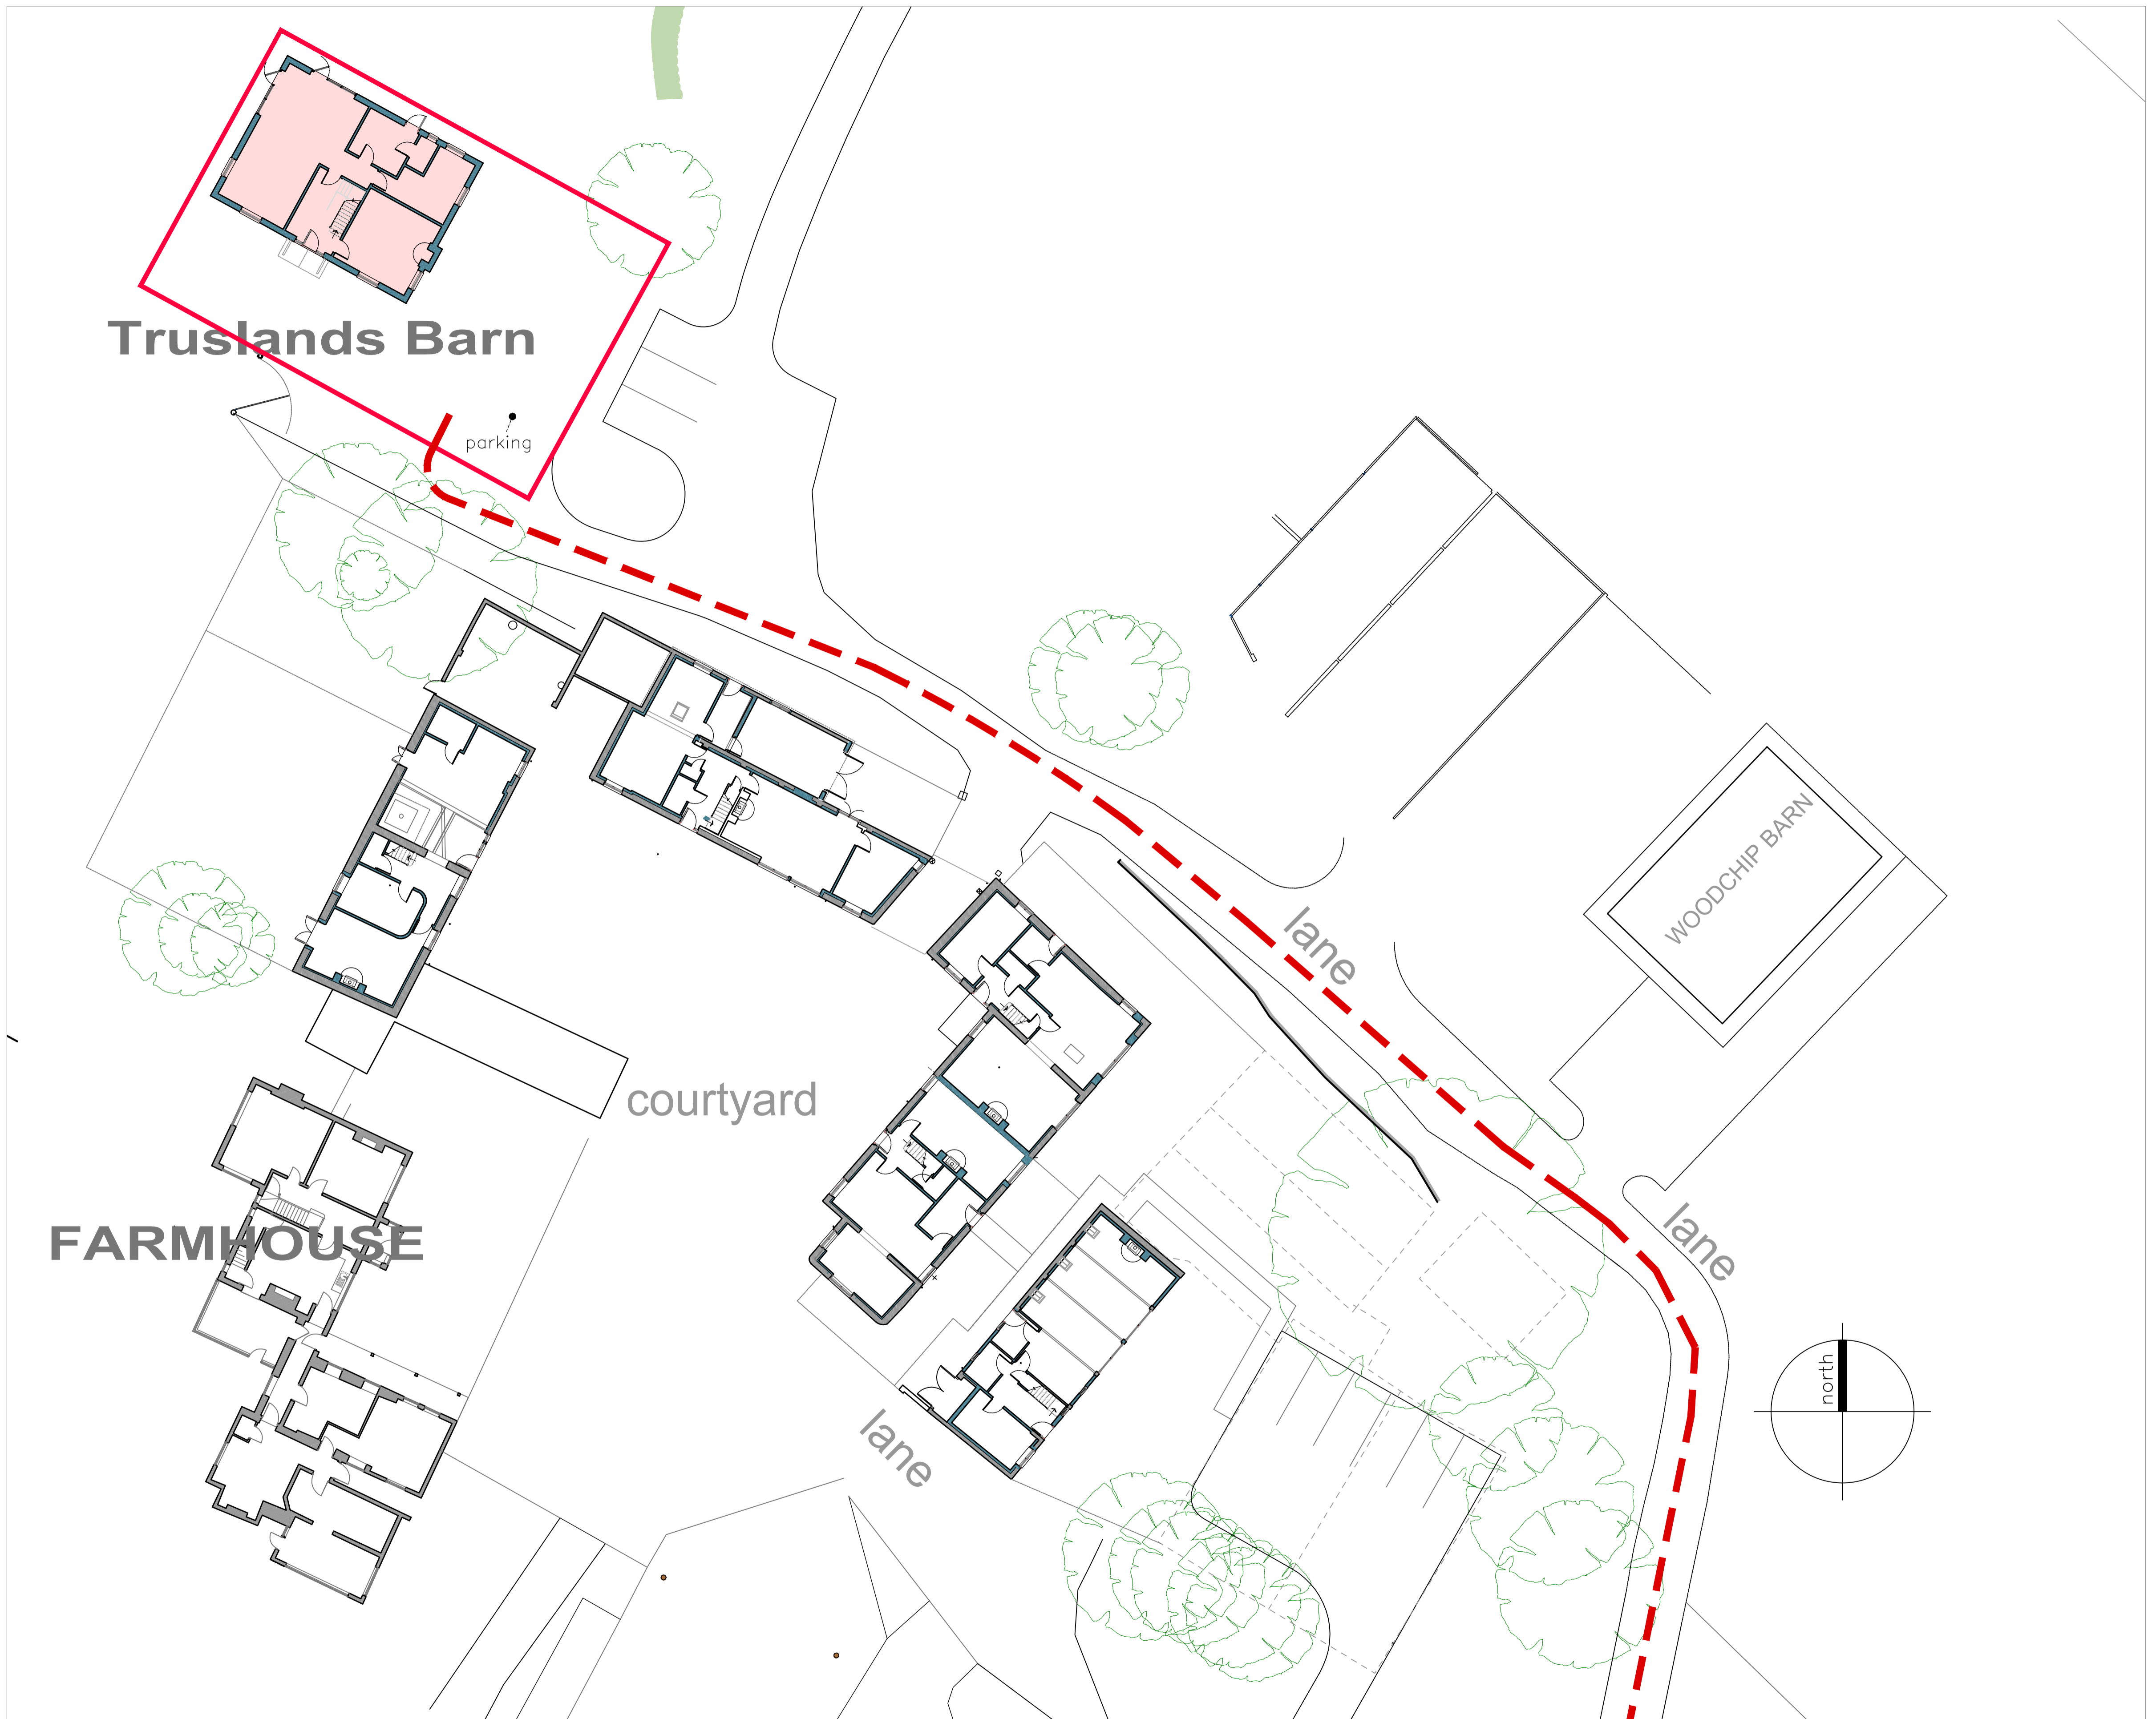 Truslands Barn
parking
WOODCHIP BARN
lane
courtyard
lane
FARMHOUSE
north
lane